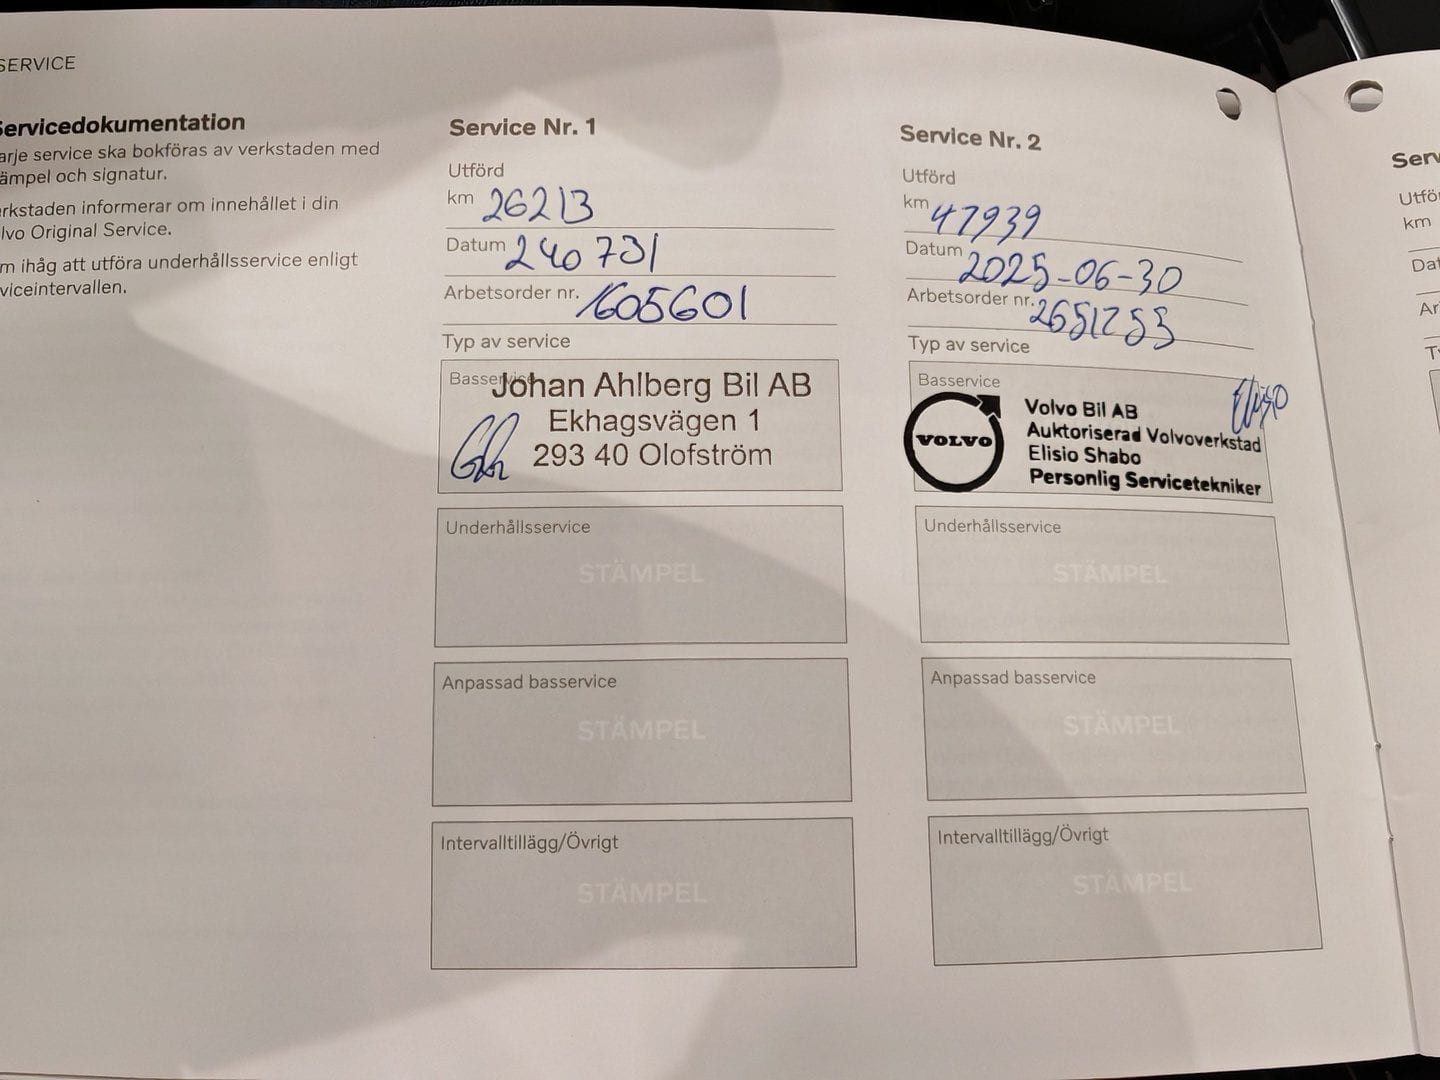 SERVICE
Servicedokumentation
arje service ska bokföras av verkstaden med
ämpel och signatur.
rkstaden informerar om innehållet i din
lvo Original Service.
m ihåg att utföra underhållsservice enligt
viceintervallen.
Service Nr. 1
Utförd
km 26213
Datum 240731
Arbetsorder nr. 1605601
Typ av service
Basservice
Johan Ahlberg Bil AB
Ekhagsvägen 1
293 40 Olofström
Underhållsservice
STÄMPEL
Anpassad basservice
STÄMPEL
Intervalltillägg/Övrigt
STÄMPEL
Service Nr. 2
Utförd
km 47939
Datum 2025-06-30
Arbetsorder nr. 2651253
Typ av service
Basservice
VOLVO
Volvo Bil AB
Auktoriserad Volvoverkstad
Elisio Shabo
Personlig Servicetekniker
Underhållsservice
STÄMPEL
Anpassad basservice
STÄMPEL
Intervalltillägg/Övrigt
STÄMPEL
Serv
Utför
km
Dat
Ar